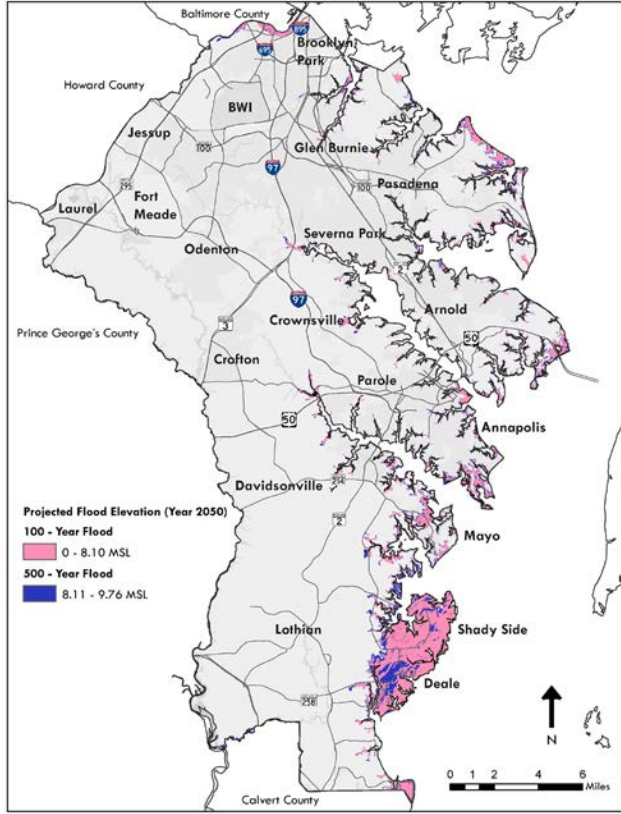 Baltimore County
895
695
Brooklyn
Park
Howard County
BWI
Jessup
100
Glen Burnie
97
295
Fort
Meade
Laurel
100
Pasadena
Severna Park
Odenton
2
97
Arnold
3
Crownsville
50
Prince George's County
Crofton
Parole
50
Annapolis
Davidsonville
214
Projected Flood Elevation (Year 2050)
2
100 - Year Flood
0 - 8.10 MSL
Mayo
500 - Year Flood
8.11 - 9.76 MSL
Lothian
Shady Side
Deale
258
N
0 1 2 4 6
Miles
Calvert County